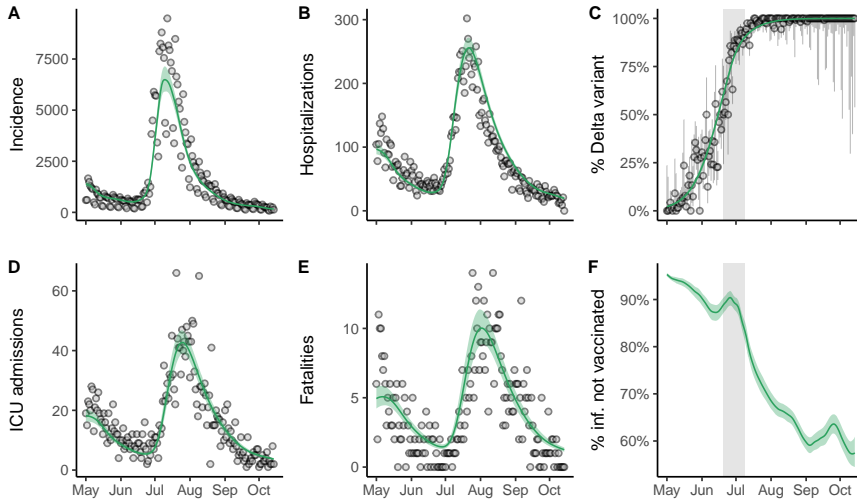 A
Incidence
7500
5000
2500
0
B
Hospitalizations
300
200
100
0
C
% Delta variant
100%
75%
50%
25%
0%
D
ICU admissions
60
40
20
0
May Jun Jul Aug Sep Oct
E
Fatalities
10
5
0
May Jun Jul Aug Sep Oct
F
% inf. not vaccinated
90%
80%
70%
60%
May Jun Jul Aug Sep Oct